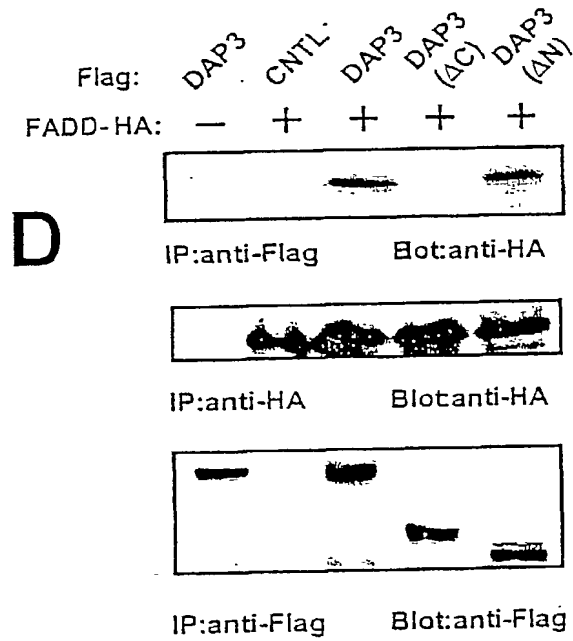 Flag: DAP3 CNTL DAP3 DAP3 (ΔC) DAP3 (ΔN)
FADD-HA: — + + + +
D
IP:anti-Flag Blot:anti-HA
IP:anti-HA Blot:anti-HA
IP:anti-Flag Blot:anti-Flag